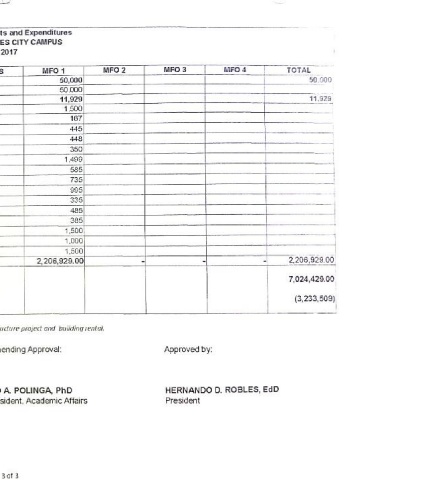 ts and Expenditures
ES CITY CAMPUS
2017
S MFO 1 MFO 2 MFO 3 MFO 4 TOTAL
50,000 50,000
50,000
11,929 11,929
1,500
187
445
448
350
1,499
585
735
995
335
485
385
1,500
1,000
1,500
2,206,929.00 - - - 2,206,929.00
7,024,429.00
(3,233,509)
ucture project and building rental.
ending Approval: Approved by:
A. POLINGA, PhD HERNANDO D. ROBLES, EdD
sident, Academic Affairs President
3 of 3